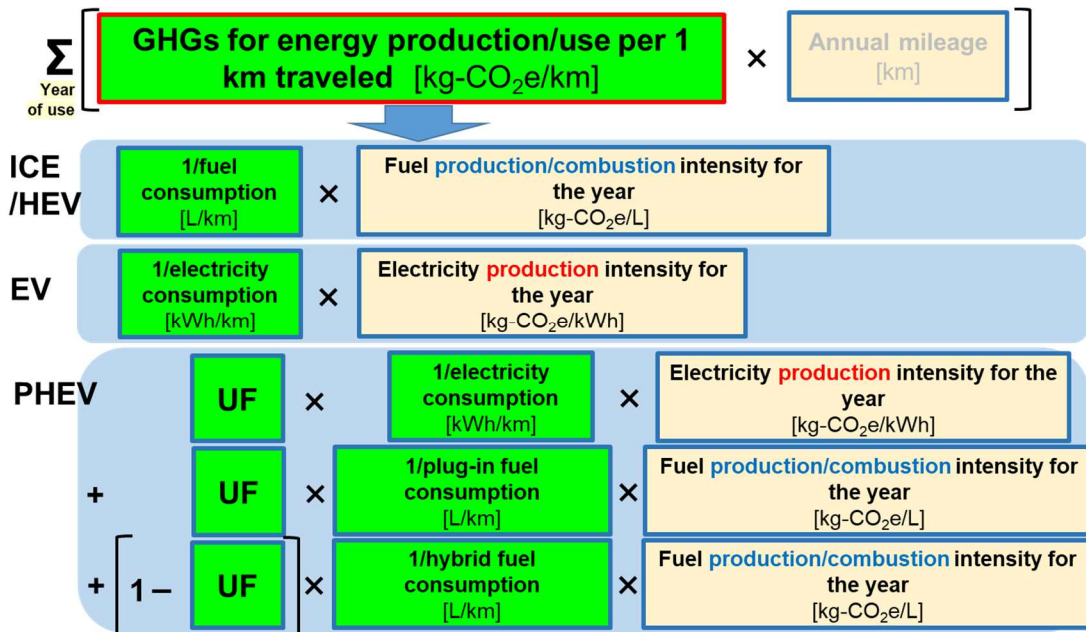 Σ
Year
of use
GHGs for energy production/use per 1
km traveled [kg-CO₂e/km]
×
Annual mileage
[km]
ICE
/HEV
1/fuel
consumption
[L/km]
×
Fuel production/combustion intensity for
the year
[kg-CO₂e/L]
EV
1/electricity
consumption
[kWh/km]
×
Electricity production intensity for
the year
[kg-CO₂e/kWh]
PHEV
UF
×
1/electricity
consumption
[kWh/km]
×
Electricity production intensity for the
year
[kg-CO₂e/kWh]
+
UF
×
1/plug-in fuel
consumption
[L/km]
×
Fuel production/combustion intensity for
the year
[kg-CO₂e/L]
+
1 –
UF
×
1/hybrid fuel
consumption
[L/km]
×
Fuel production/combustion intensity for
the year
[kg-CO₂e/L]